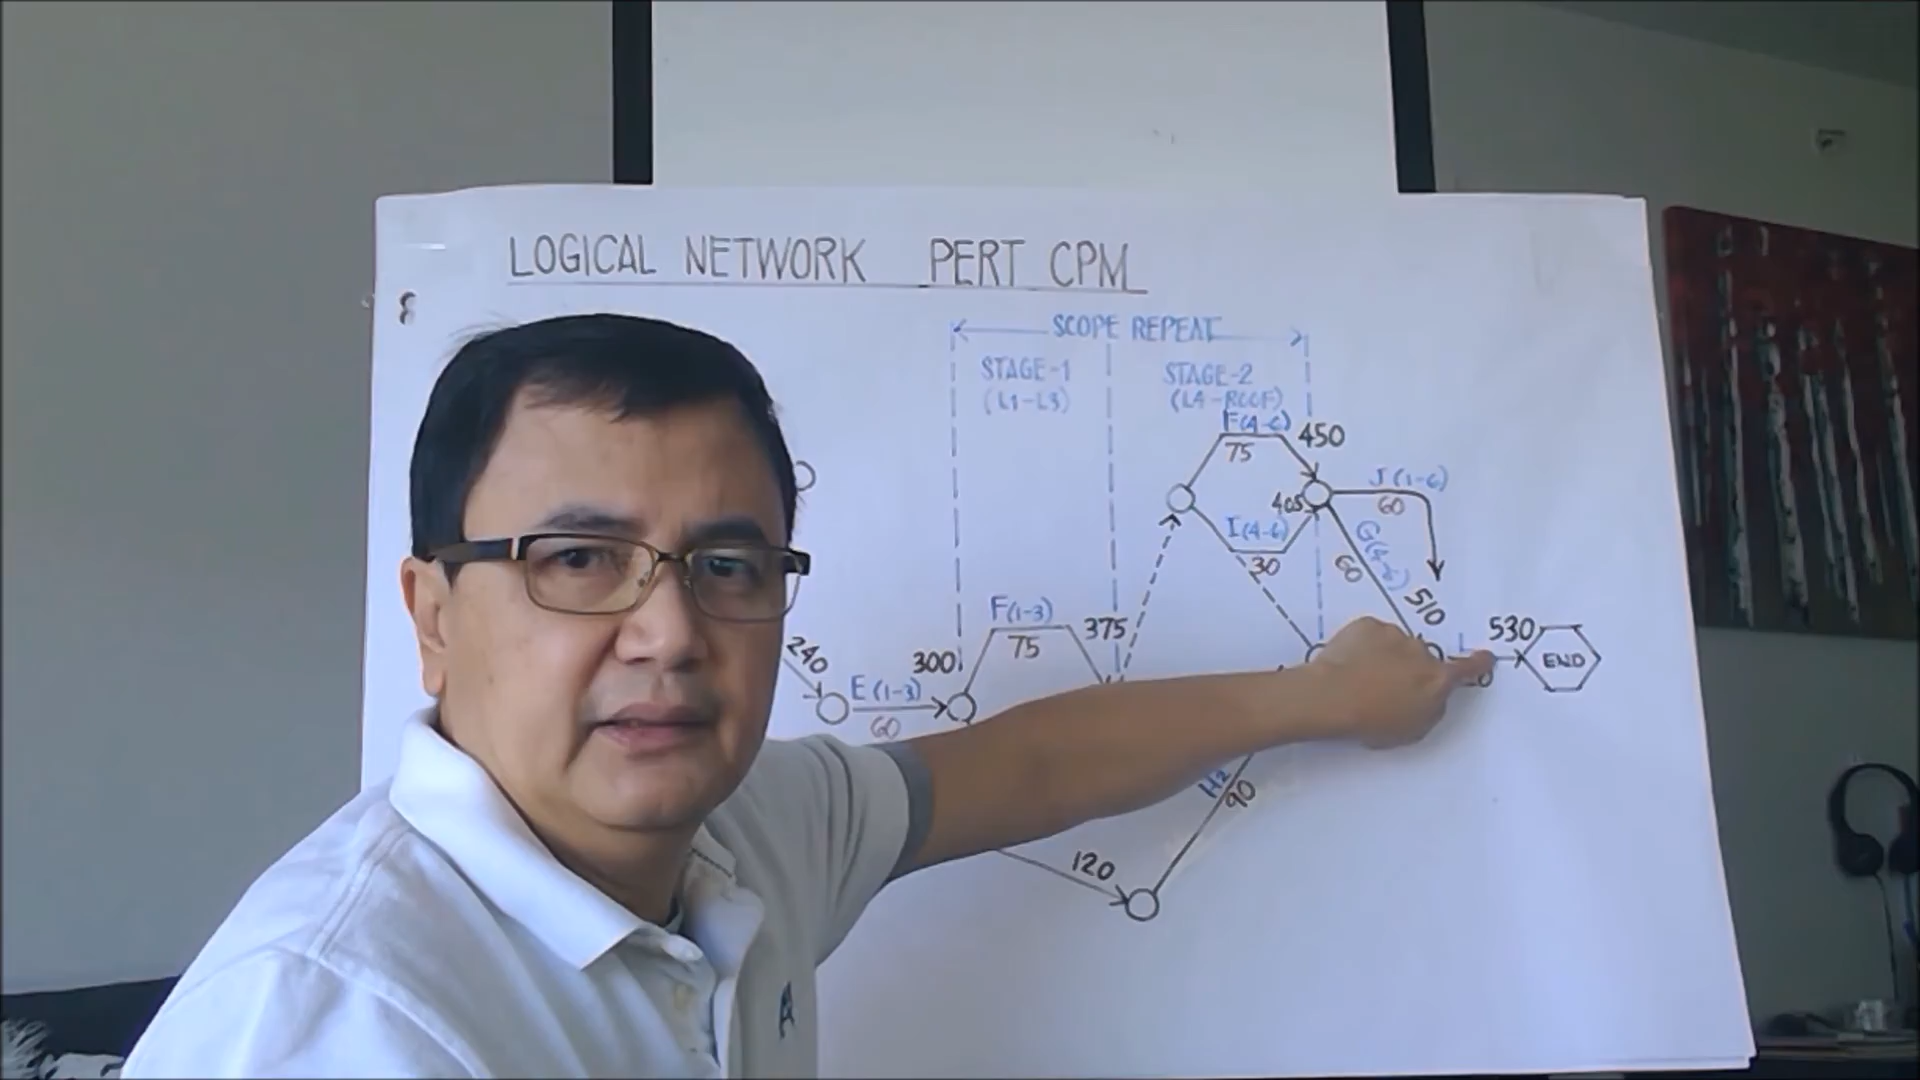 LOGICAL NETWORK PERT CPM
8
SCOPE REPEAT
STAGE-1
(L1-L3)
STAGE-2
(L4-ROOF)
F(4-6)
75
450
405
J(1-6)
60
I(4-6)
30
60
510
F(1-3)
75
375
300
240
E(1-3)
60
L
530
END
H2
90
120
A